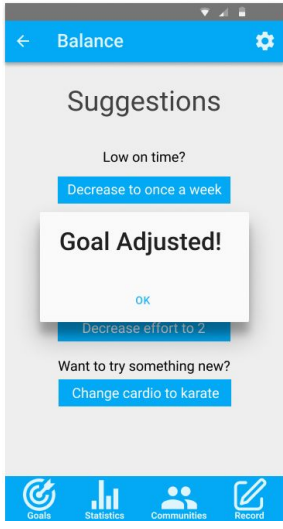 Balance
Suggestions
Low on time?
Decrease to once a week
Goal Adjusted!
OK
Decrease effort to 2
Want to try something new?
Change cardio to karate
Goals Statistics Communities Record